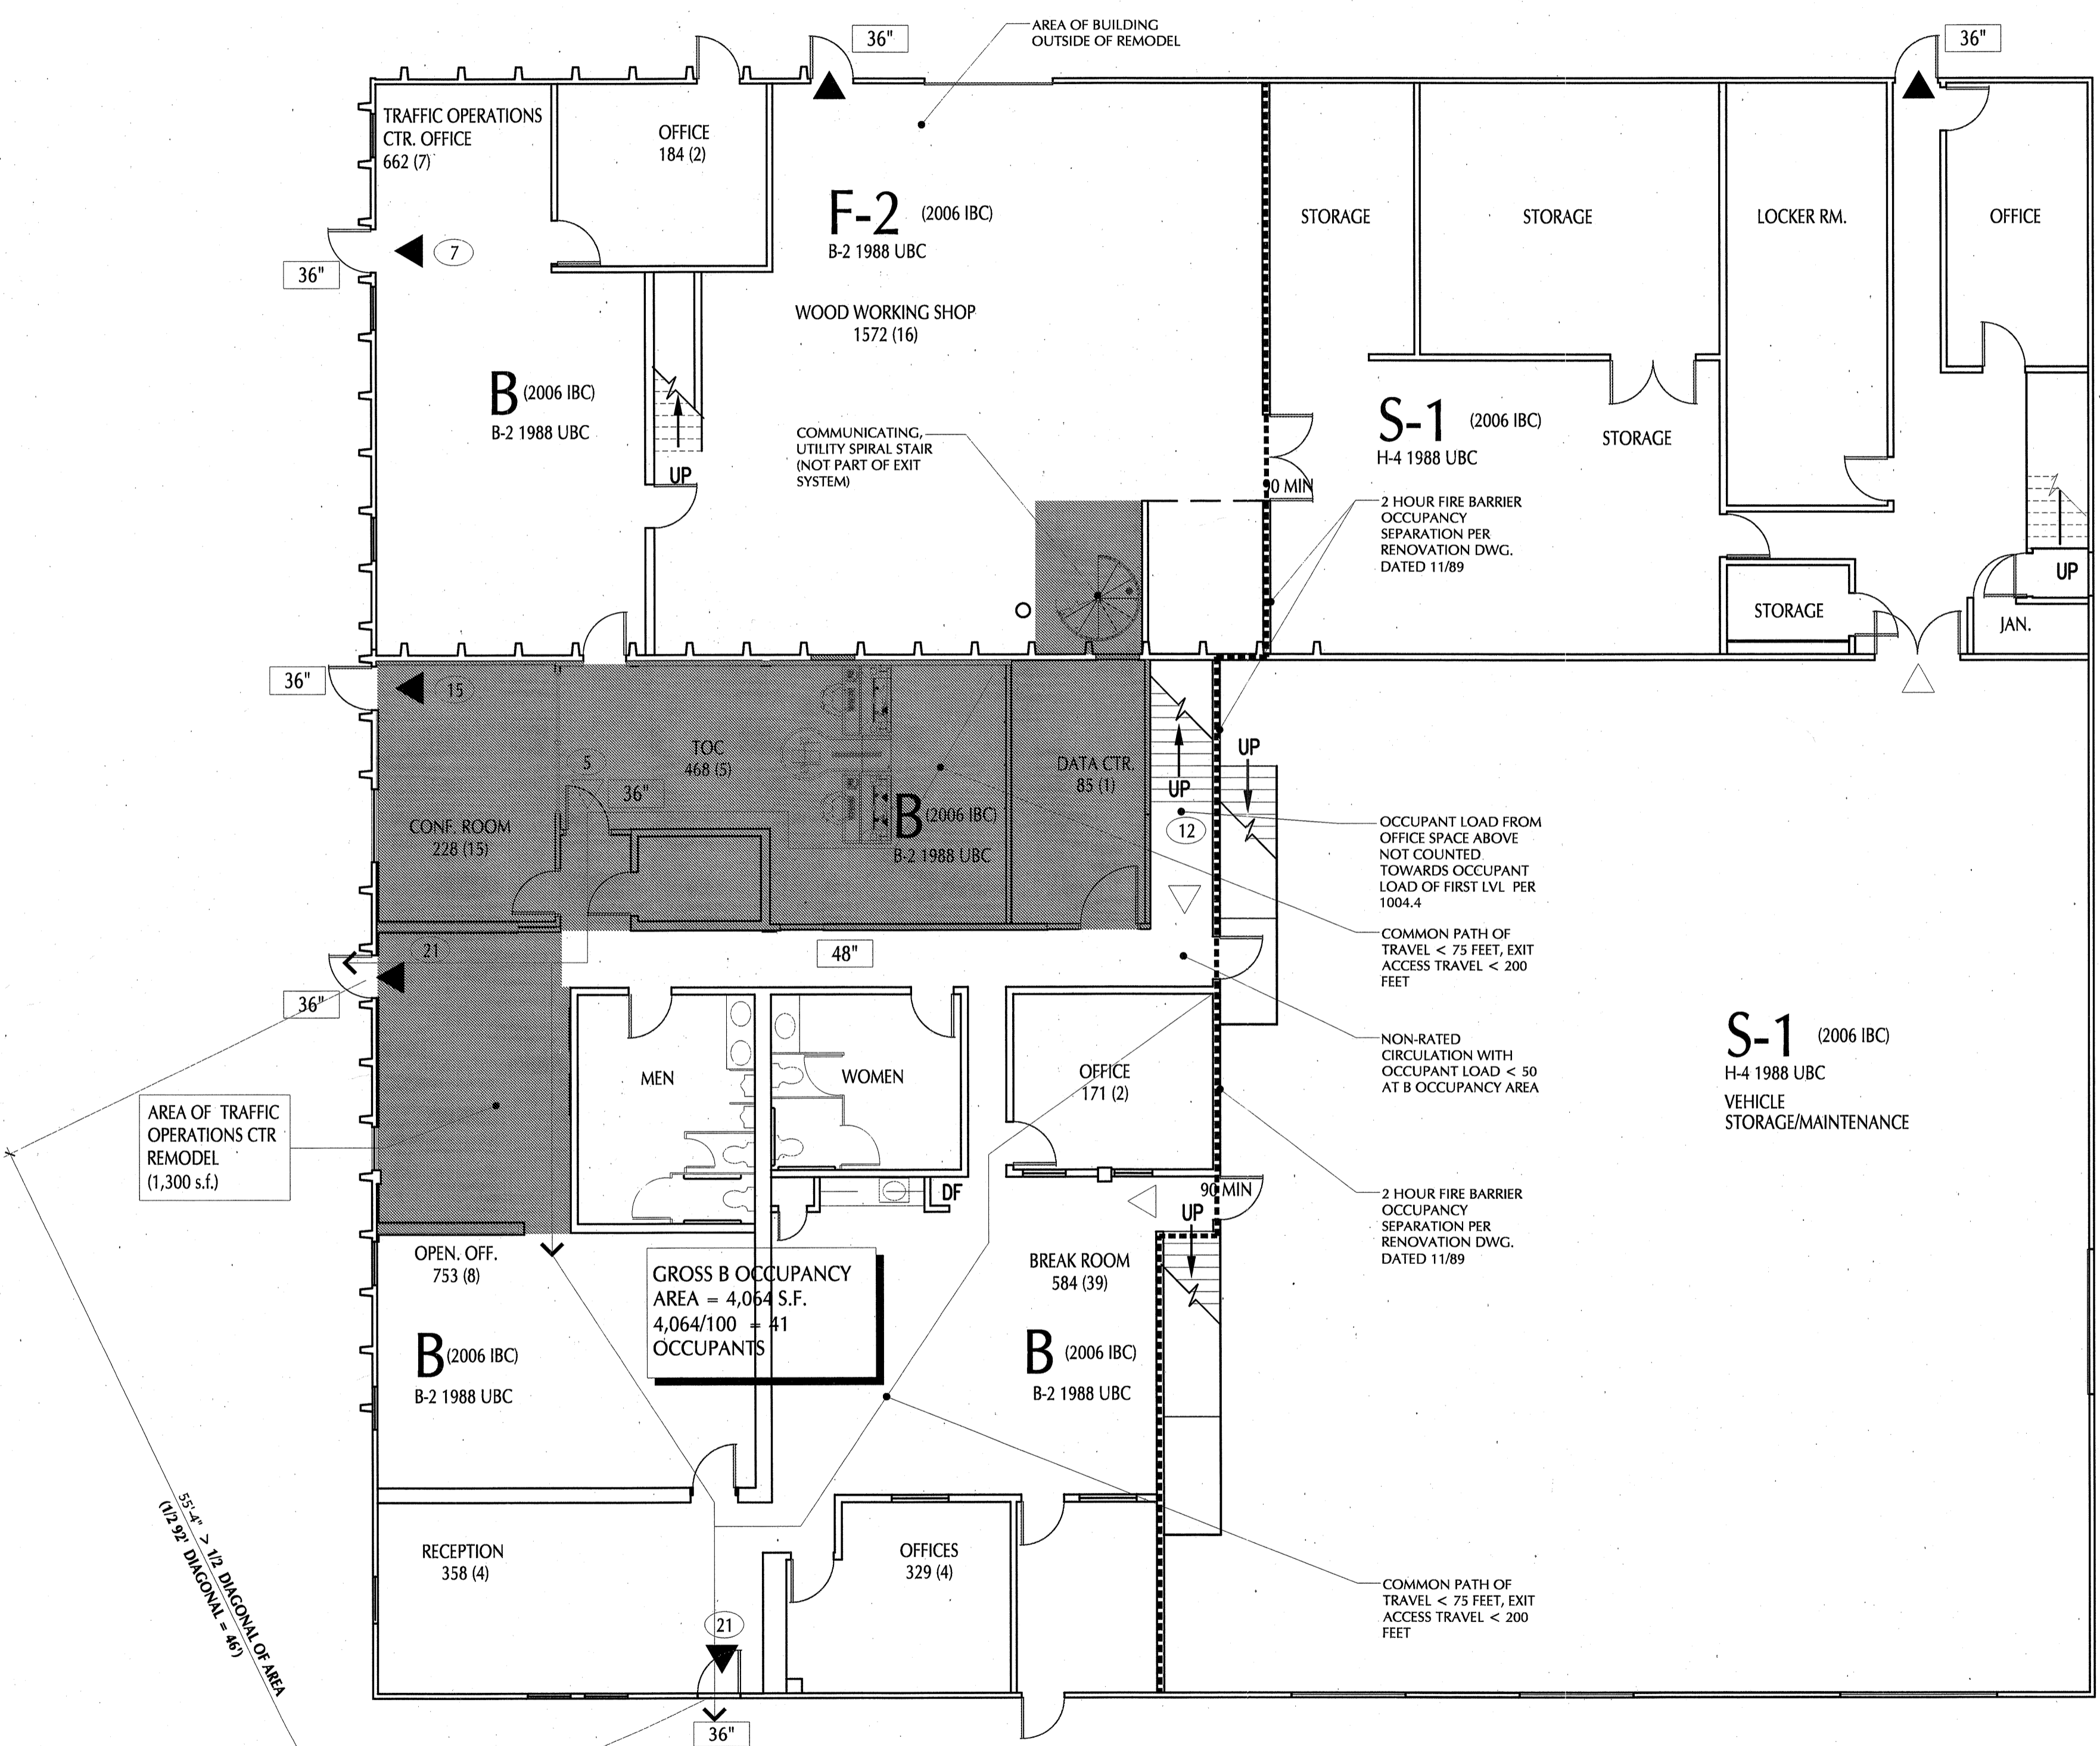 AREA OF BUILDING
OUTSIDE OF REMODEL
36"
36"
TRAFFIC OPERATIONS
CTR. OFFICE
662 (7)
OFFICE
184 (2)
F-2 (2006 IBC)
B-2 1988 UBC
STORAGE
STORAGE
LOCKER RM.
OFFICE
7
36"
WOOD WORKING SHOP
1572 (16)
B (2006 IBC)
B-2 1988 UBC
UP
COMMUNICATING,
UTILITY SPIRAL STAIR
(NOT PART OF EXIT
SYSTEM)
S-1 (2006 IBC)
H-4 1988 UBC
STORAGE
0 MIN
2 HOUR FIRE BARRIER
OCCUPANCY
SEPARATION PER
RENOVATION DWG.
DATED 11/89
UP
STORAGE
JAN.
36"
15
TOC
468 (5)
5
36"
DATA CTR.
85 (1)
UP
UP
12
B (2006 IBC)
B-2 1988 UBC
CONF. ROOM
228 (15)
OCCUPANT LOAD FROM
OFFICE SPACE ABOVE
NOT COUNTED
TOWARDS OCCUPANT
LOAD OF FIRST LVL PER
1004.4
COMMON PATH OF
TRAVEL < 75 FEET, EXIT
ACCESS TRAVEL < 200
FEET
21
48"
36"
NON-RATED
CIRCULATION WITH
OCCUPANT LOAD < 50
AT B OCCUPANCY AREA
S-1 (2006 IBC)
H-4 1988 UBC
VEHICLE
STORAGE/MAINTENANCE
MEN
WOMEN
OFFICE
171 (2)
AREA OF TRAFFIC
OPERATIONS CTR
REMODEL
(1,300 s.f.)
DF
90 MIN
UP
2 HOUR FIRE BARRIER
OCCUPANCY
SEPARATION PER
RENOVATION DWG.
DATED 11/89
OPEN. OFF.
753 (8)
GROSS B OCCUPANCY
AREA = 4,064 S.F.
4,064/100 = 41
OCCUPANTS
BREAK ROOM
584 (39)
B (2006 IBC)
B-2 1988 UBC
B (2006 IBC)
B-2 1988 UBC
55'-4" > 1/2 DIAGONAL OF AREA
(1/2 92' DIAGONAL = 46')
RECEPTION
358 (4)
OFFICES
329 (4)
COMMON PATH OF
TRAVEL < 75 FEET, EXIT
ACCESS TRAVEL < 200
FEET
21
36"